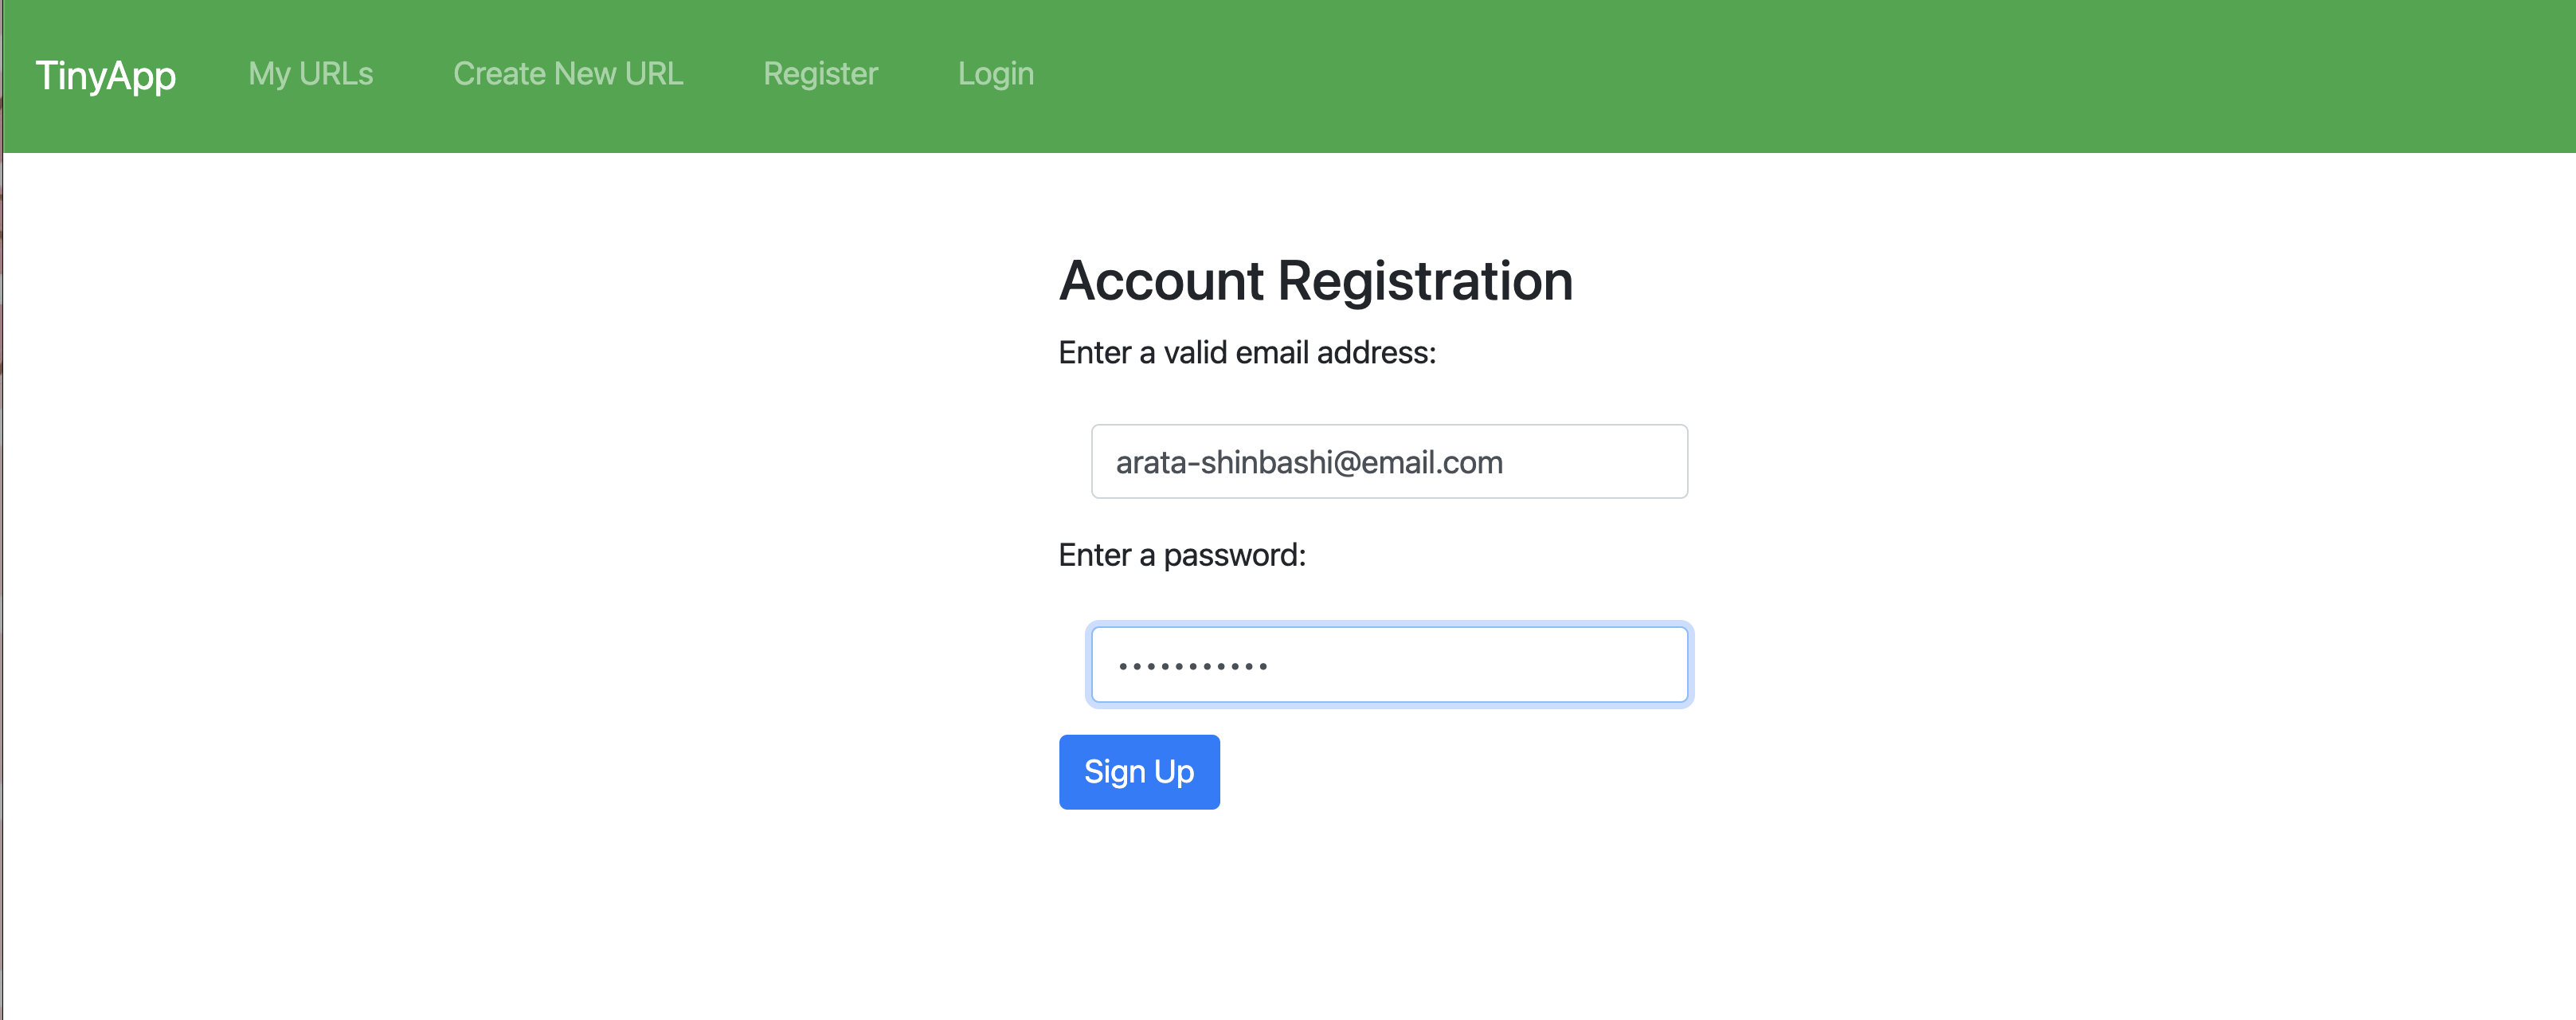 TinyApp My URLs Create New URL Register Login
Account Registration
Enter a valid email address:
arata-shinbashi@email.com
Enter a password:
•••••••••••
Sign Up